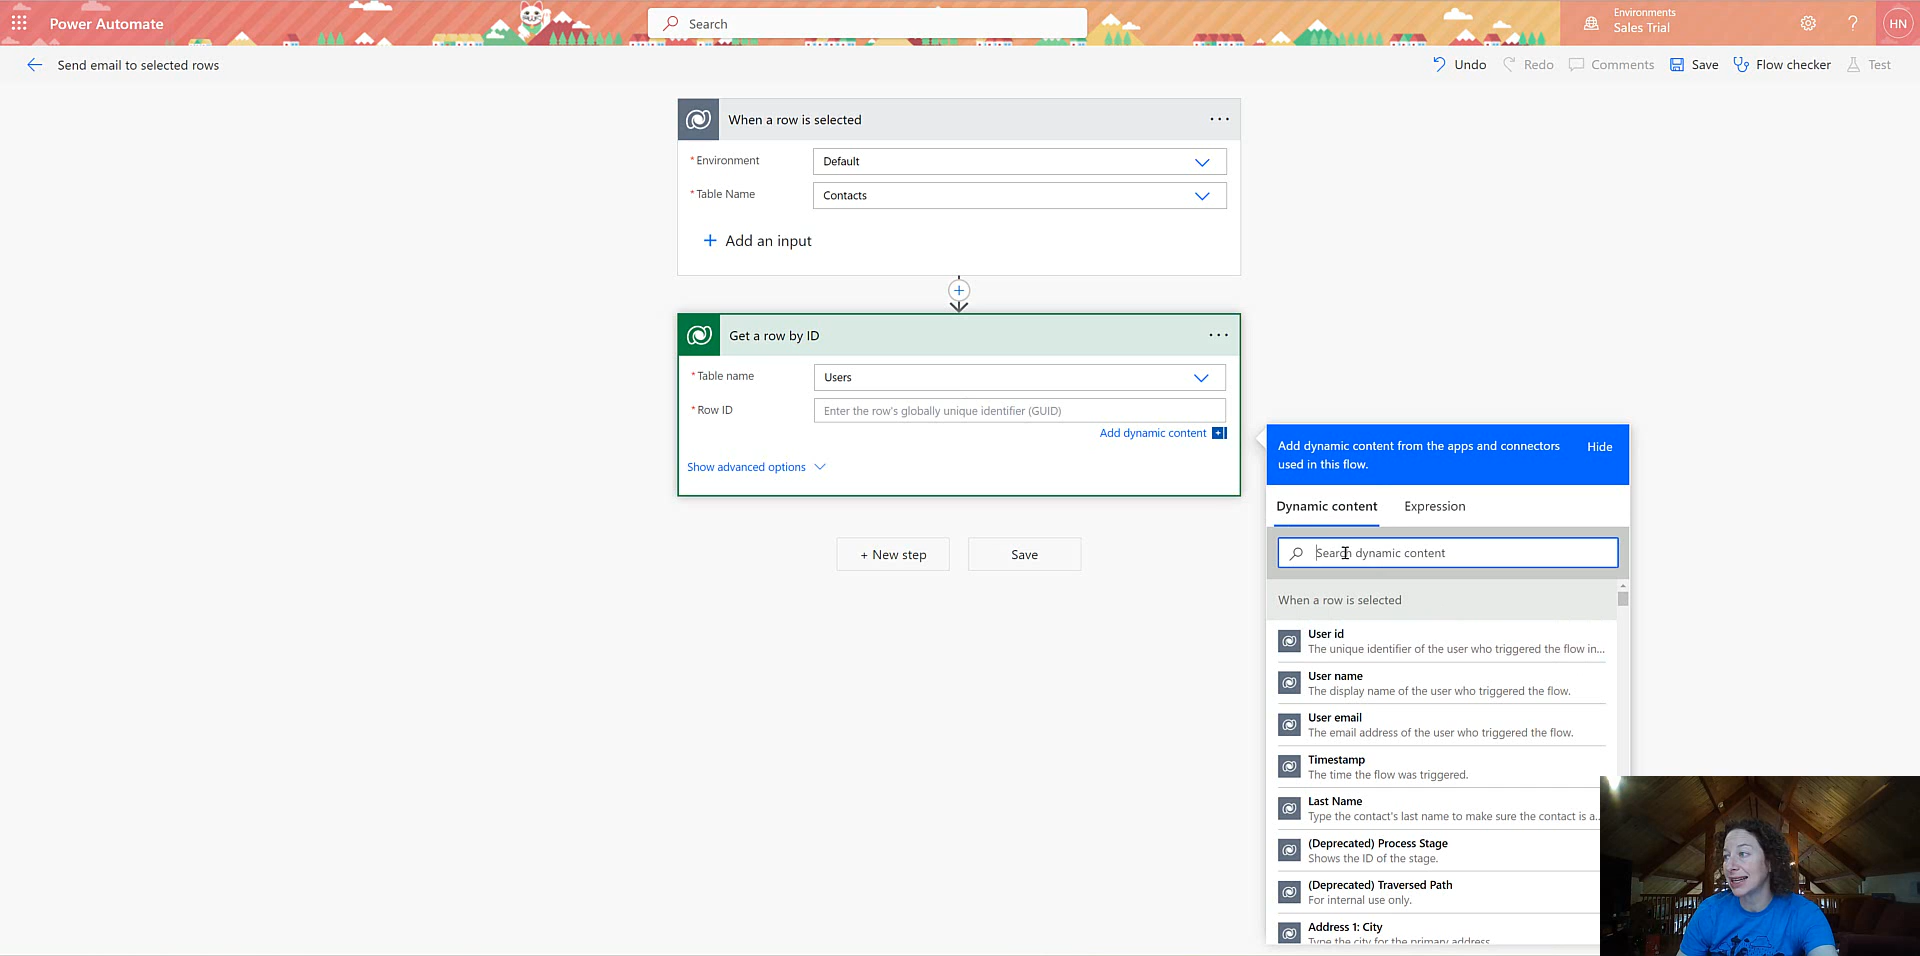 Power Automate
Search
Environments
Sales Trial
HN
Send email to selected rows
Undo
Redo
Comments
Save
Flow checker
Test
When a row is selected
* Environment
Default
* Table Name
Contacts
Add an input
Get a row by ID
* Table name
Users
* Row ID
Enter the row's globally unique identifier (GUID)
Add dynamic content
Show advanced options
+ New step
Save
Add dynamic content from the apps and connectors
used in this flow.
Hide
Dynamic content
Expression
Search dynamic content
When a row is selected
User id
The unique identifier of the user who triggered the flow in...
User name
The display name of the user who triggered the flow.
User email
The email address of the user who triggered the flow.
Timestamp
The time the flow was triggered.
Last Name
Type the contact's last name to make sure the contact is a...
(Deprecated) Process Stage
Shows the ID of the stage.
(Deprecated) Traversed Path
For internal use only.
Address 1: City
Type the city for the primary address